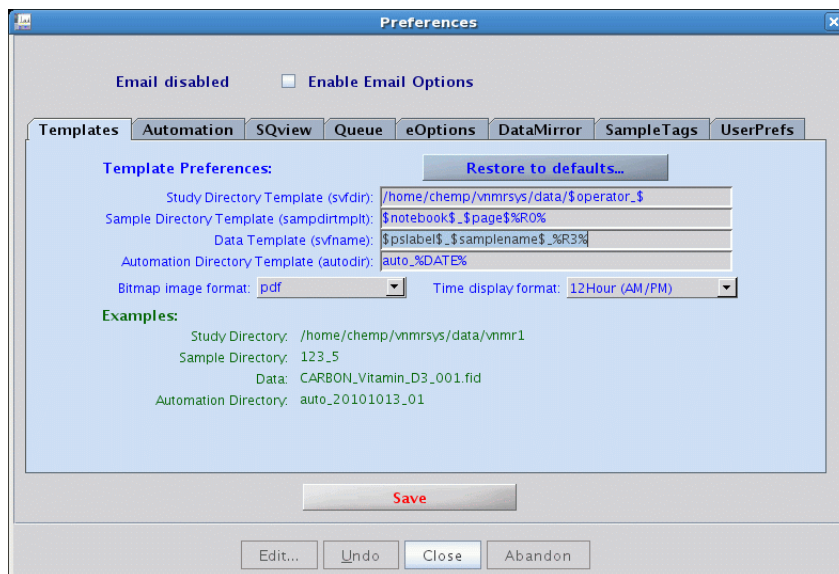 Preferences
Email disabled Enable Email Options
Templates Automation SQview Queue eOptions DataMirror SampleTags UserPrefs
Template Preferences: Restore to defaults...
Study Directory Template (svfdir): /home/chemp/vnmrsys/data/$operator_$
Sample Directory Template (sampdirtmplt): $notebook$_$page$%R0%
Data Template (svfname): $pslabel$_$samplename$_%R3%
Automation Directory Template (autodir): auto_%DATE%
Bitmap image format: pdf Time display format: 12Hour (AM/PM)
Examples:
Study Directory: /home/chemp/vnmrsys/data/vnmr1
Sample Directory: 123_5
Data: CARBON_Vitamin_D3_001.fid
Automation Directory: auto_20101013_01
Save
Edit... Undo Close Abandon